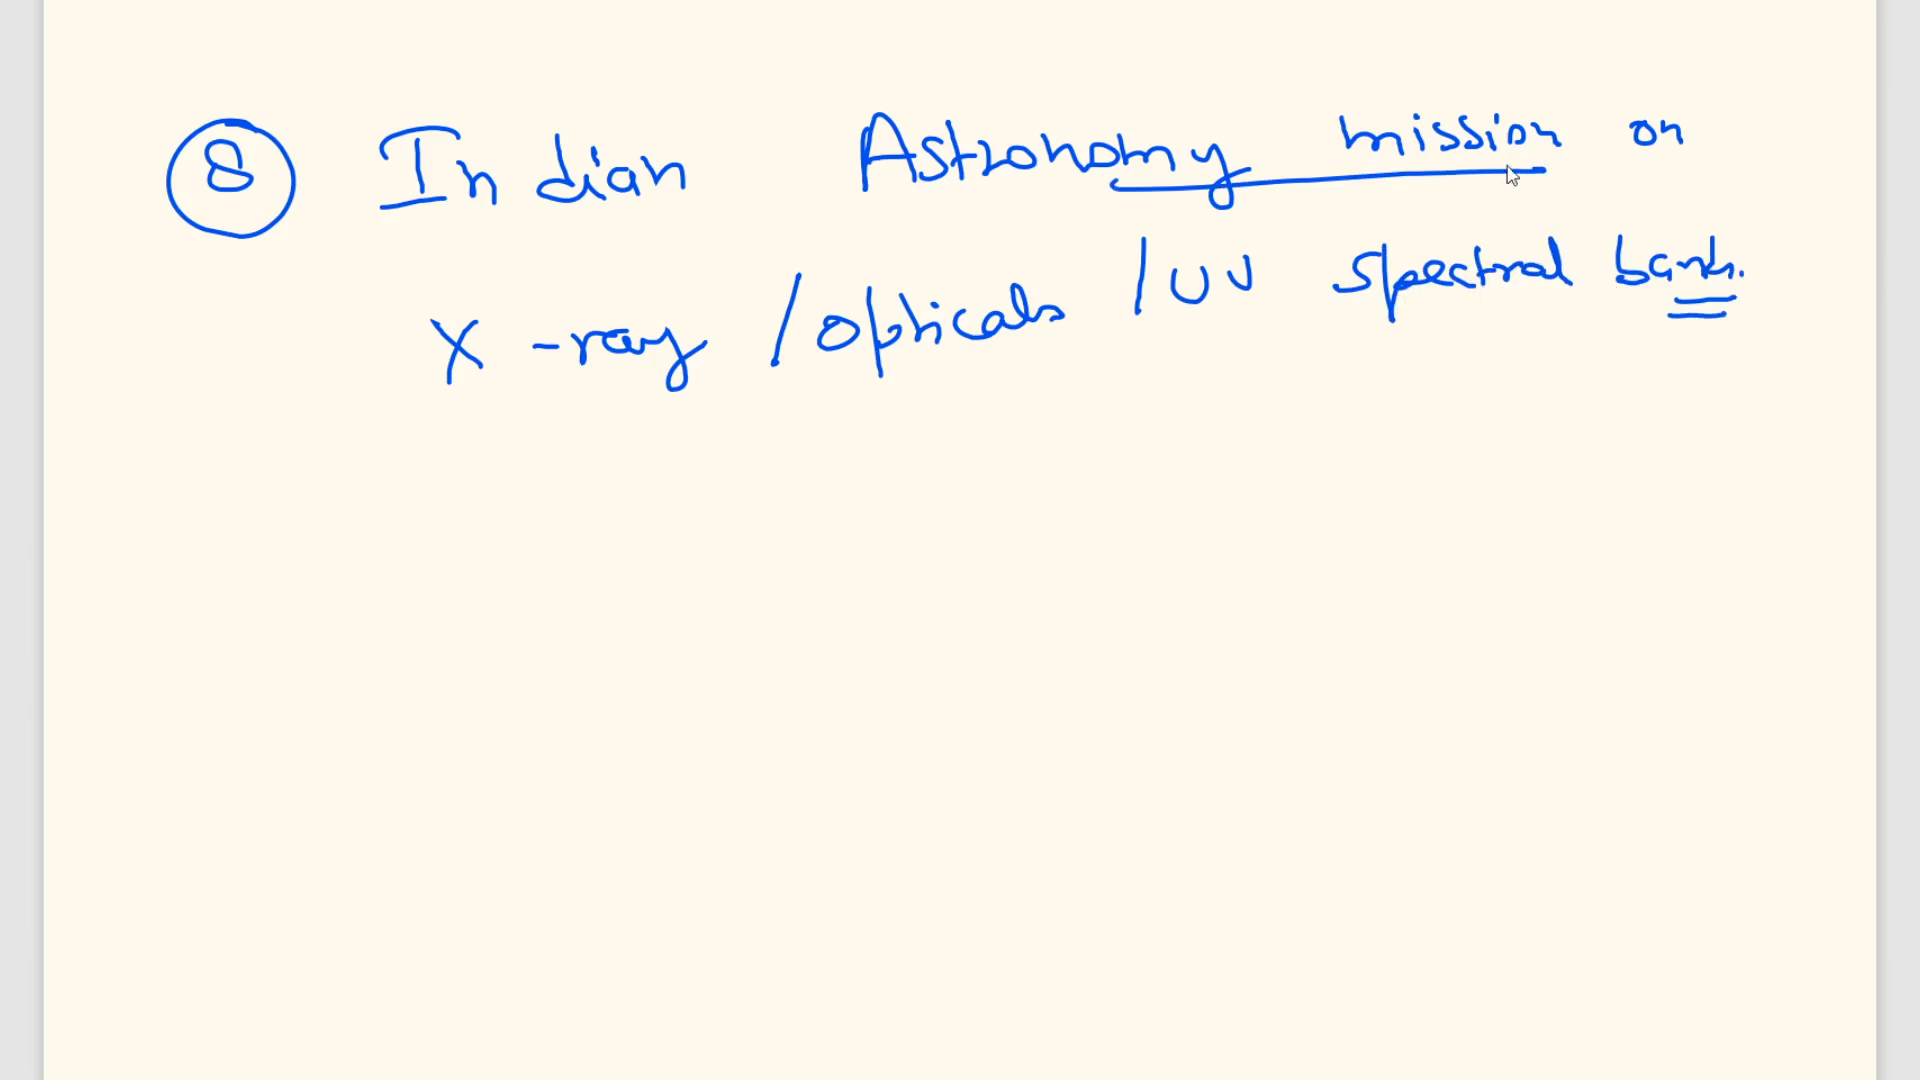 8 Indian Astronomy mission on
X-ray / opticals / UV spectral bands.